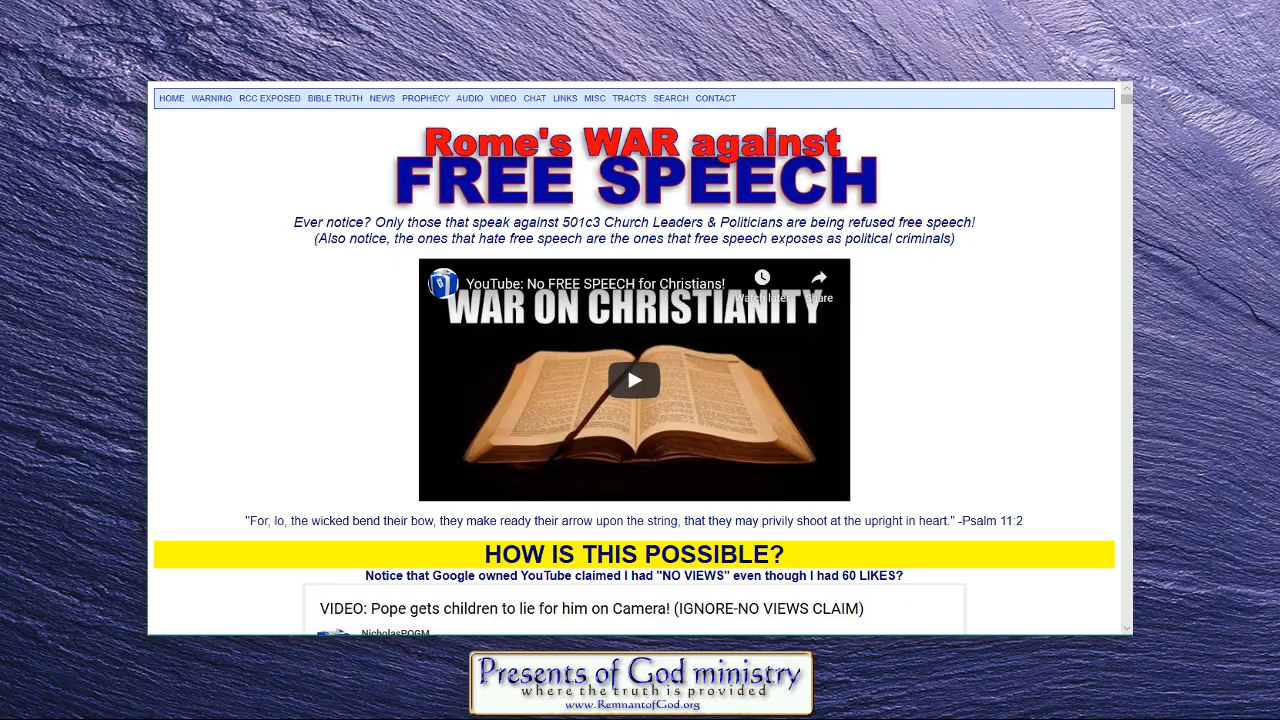 HOME WARNING RCC EXPOSED BIBLE TRUTH NEWS PROPHECY AUDIO VIDEO CHAT LINKS MISC TRACTS SEARCH CONTACT
Rome's WAR against
FREE SPEECH
Ever notice? Only those that speak against 501c3 Church Leaders & Politicians are being refused free speech!
(Also notice, the ones that hate free speech are the ones that free speech exposes as political criminals)
YouTube: No FREE SPEECH for Christians!
Watch later Share
WAR ON CHRISTIANITY
"For, lo, the wicked bend their bow, they make ready their arrow upon the string, that they may privily shoot at the upright in heart." -Psalm 11:2
HOW IS THIS POSSIBLE?
Notice that Google owned YouTube claimed I had "NO VIEWS" even though I had 60 LIKES?
VIDEO: Pope gets children to lie for him on Camera! (IGNORE-NO VIEWS CLAIM)
NicholasPOGM
Presents of God ministry
where the truth is provided
www.RemnantofGod.org